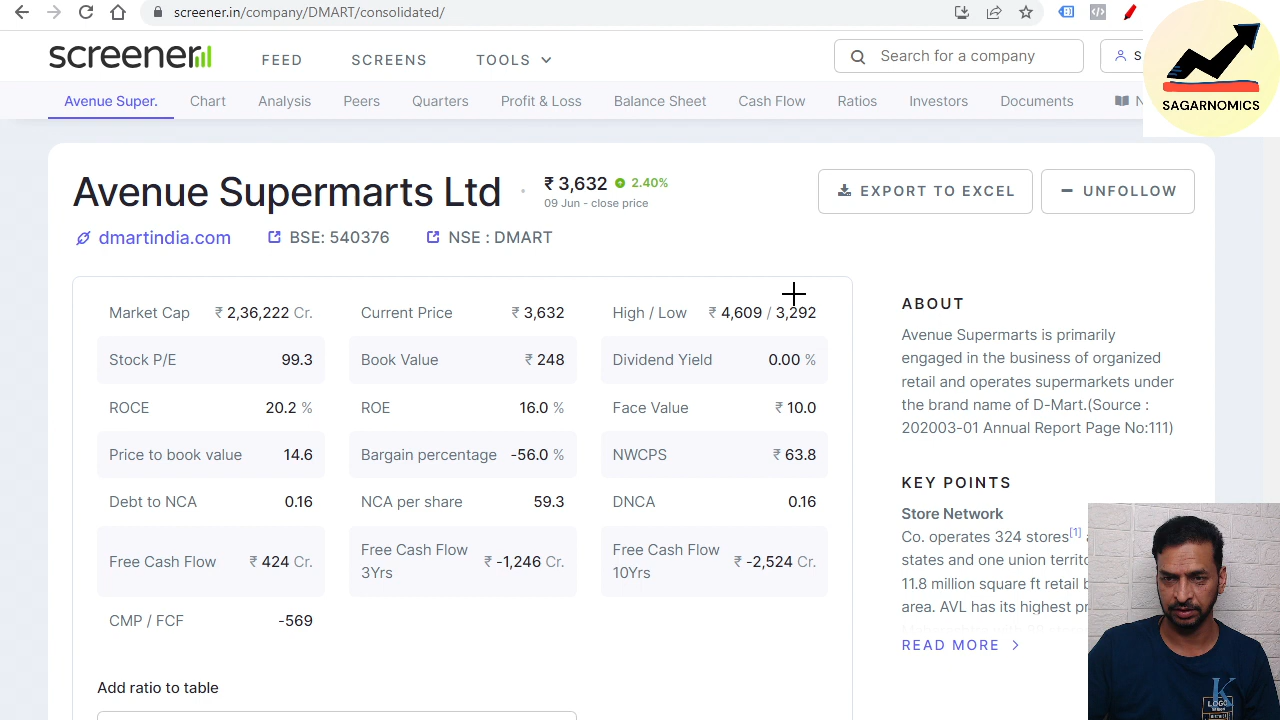 screener.in/company/DMART/consolidated/
screener
FEED
SCREENS
TOOLS
Search for a company
S
SAGARNOMICS
Avenue Super.
Chart
Analysis
Peers
Quarters
Profit & Loss
Balance Sheet
Cash Flow
Ratios
Investors
Documents
N
Avenue Supermarts Ltd
₹ 3,632 2.40%
09 Jun - close price
EXPORT TO EXCEL
UNFOLLOW
dmartindia.com
BSE: 540376
NSE : DMART
Market Cap ₹ 2,36,222 Cr.
Current Price ₹ 3,632
High / Low ₹ 4,609 / 3,292
Stock P/E 99.3
Book Value ₹ 248
Dividend Yield 0.00 %
ROCE 20.2 %
ROE 16.0 %
Face Value ₹ 10.0
Price to book value 14.6
Bargain percentage -56.0 %
NWCPS ₹ 63.8
Debt to NCA 0.16
NCA per share 59.3
DNCA 0.16
Free Cash Flow ₹ 424 Cr.
Free Cash Flow
3Yrs
₹ -1,246 Cr.
Free Cash Flow
10Yrs
₹ -2,524 Cr.
CMP / FCF -569
Add ratio to table
ABOUT
Avenue Supermarts is primarily
engaged in the business of organized
retail and operates supermarkets under
the brand name of D-Mart.(Source :
202003-01 Annual Report Page No:111)
KEY POINTS
Store Network
Co. operates 324 stores[1]
states and one union
11.8 million square ft retail
area. AVL has its highest
READ MORE
LOGO